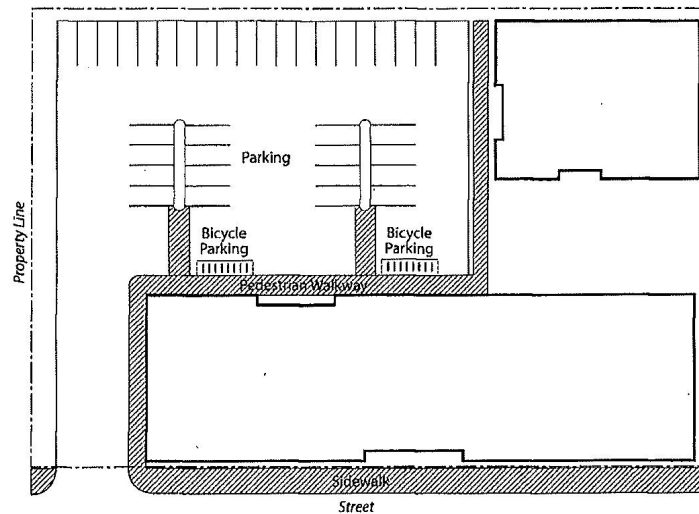 Parking
Bicycle
Parking
Bicycle
Parking
Property Line
Pedestrian Walkway
Sidewalk
Street